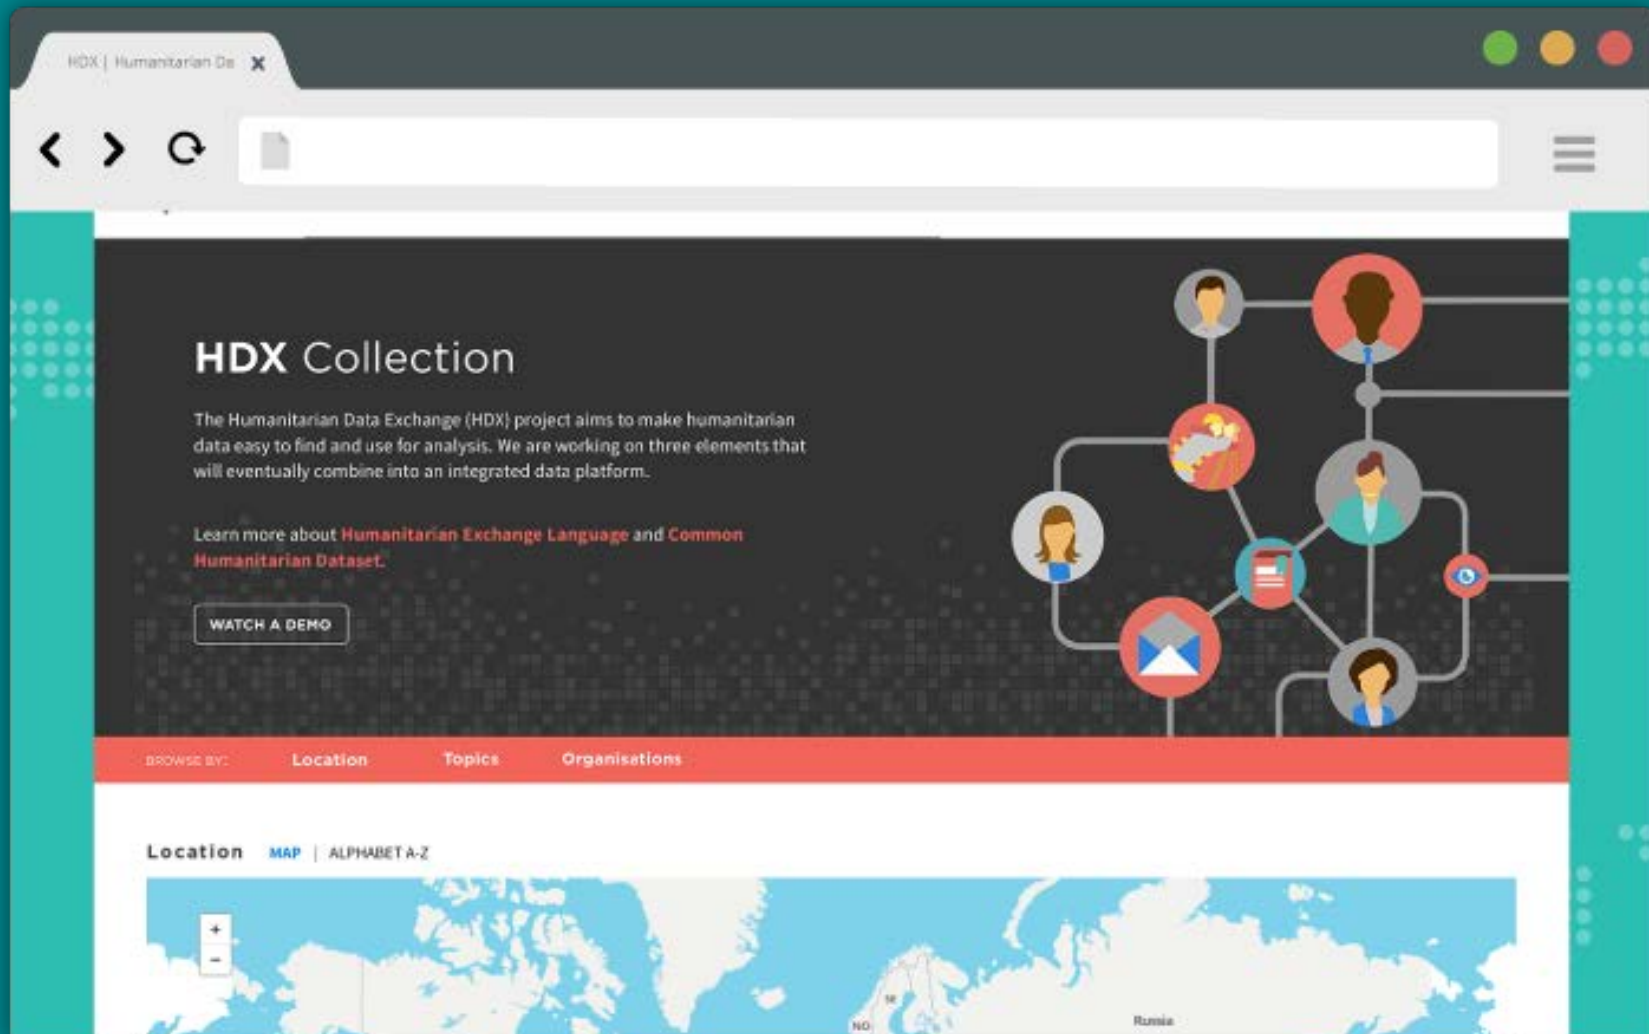 HDX | Humanitarian Da
HDX Collection
The Humanitarian Data Exchange (HDX) project aims to make humanitarian
data easy to find and use for analysis. We are working on three elements that
will eventually combine into an integrated data platform.
Learn more about Humanitarian Exchange Language and Common
Humanitarian Dataset.
WATCH A DEMO
BROWSE BY: Location Topics Organisations
Location MAP | ALPHABET A-Z
+
-
SE
NO
Russia